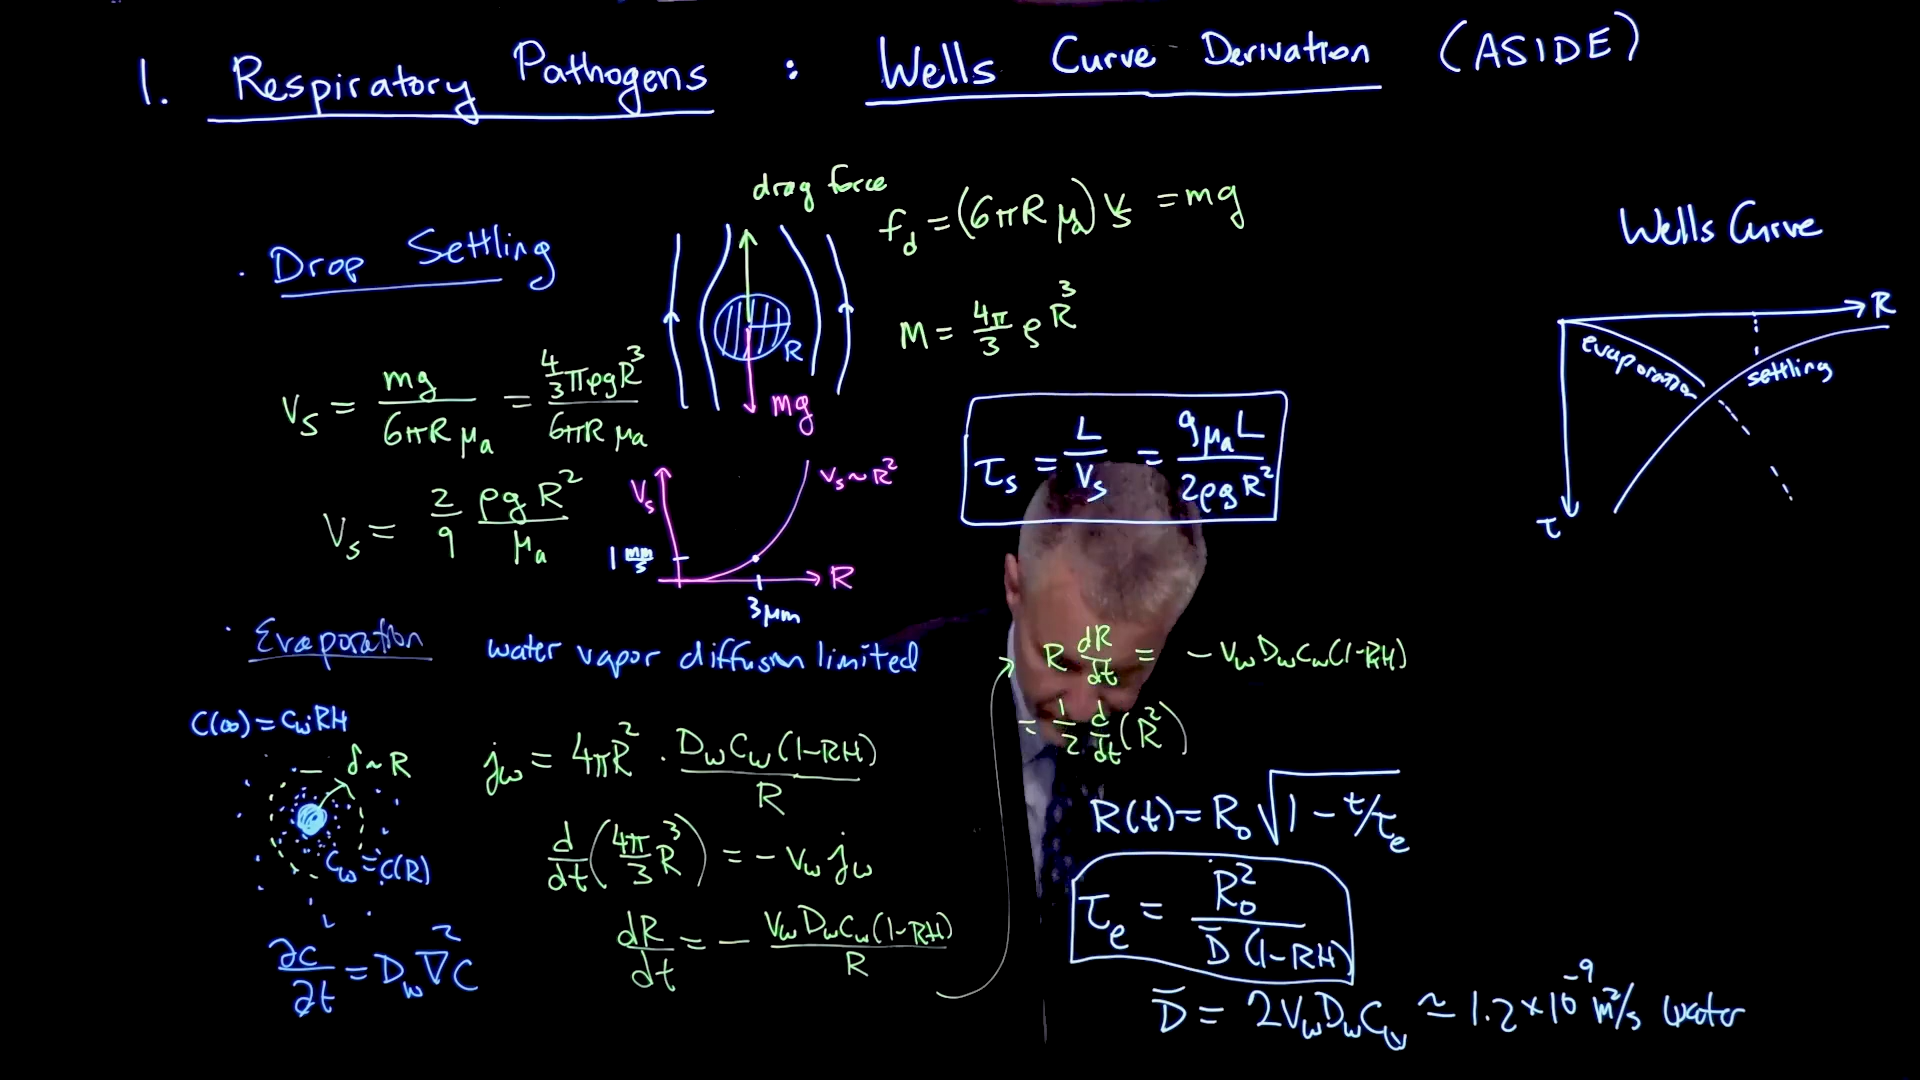 1. Respiratory Pathogens : Wells Curve Derivation (ASIDE)
drag force
f_d = (6πRμ_a) v_s = mg
· Drop Settling
R
mg
m = 4π/3 ρ R^3
v_s = mg / 6πRμ_a = 4/3 πρgR^3 / 6πRμ_a
v_s = 2/9 ρgR^2 / μ_a
v_s
v_s ~ R^2
1 mm/s
R
3 μm
τ_s = L/v_s = 9μ_a L / 2ρgR^2
Wells Curve
R
evaporation
settling
τ
· Evaporation water vapor diffusion limited
C(∞) = c_w RH
δ ~ R
c_w = C(R)
∂c/∂t = D_w ∇^2 C
j_w = 4πR^2 · D_w C_w (1-RH) / R
d/dt (4π/3 R^3) = - v_w j_w
dR/dt = - v_w D_w C_w (1-RH) / R
R dR/dt = - v_w D_w C_w (1-RH)
= 1/2 d/dt (R^2)
R(t) = R_0 √(1 - t/τ_e)
τ_e = R_0^2 / D̄ (1-RH)
D̄ = 2 v_w D_w C_w ≃ 1.2 × 10^-9 m^2/s water